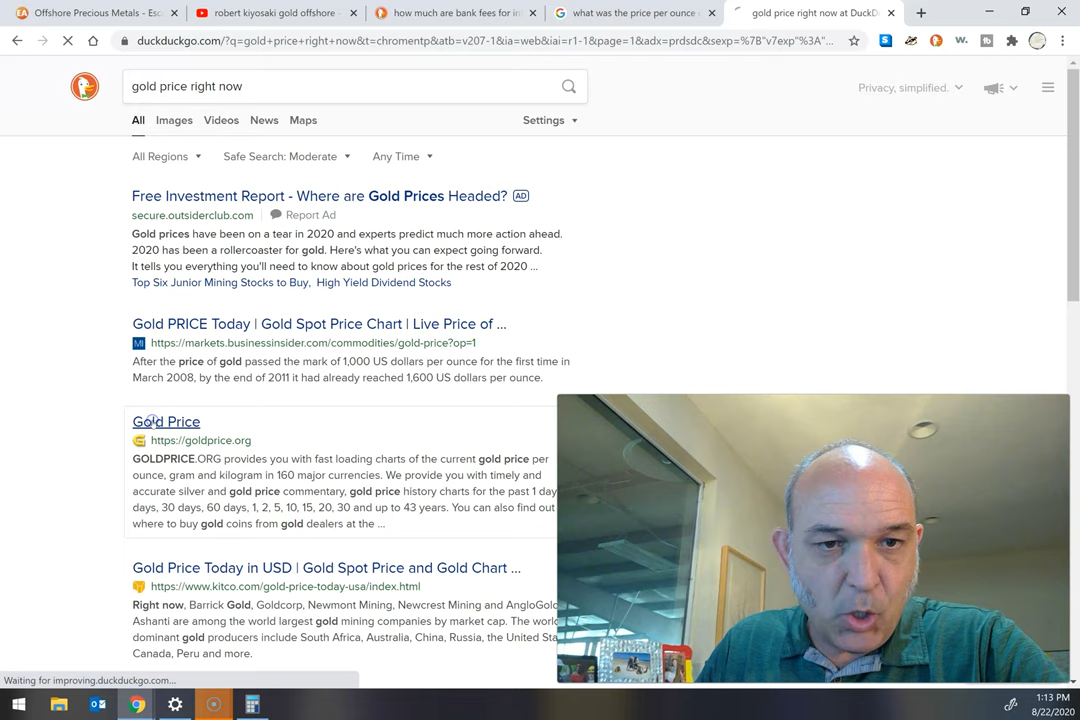 Offshore Precious Metals - Esc
robert kiyosaki gold offshore -
how much are bank fees for in
what was the price per ounce
gold price right now at DuckD
duckduckgo.com/?q=gold+price+right+now&t=chromentp&atb=v207-1&ia=web&iai=r1-1&page=1&adx=prdsdc&sexp=%7B"v7exp"%3A"...
gold price right now
Privacy, simplified.
All Images Videos News Maps Settings
All Regions Safe Search: Moderate Any Time
Free Investment Report - Where are Gold Prices Headed? AD
secure.outsiderclub.com Report Ad
Gold prices have been on a tear in 2020 and experts predict much more action ahead.
2020 has been a rollercoaster for gold. Here's what you can expect going forward.
It tells you everything you'll need to know about gold prices for the rest of 2020 ...
Top Six Junior Mining Stocks to Buy, High Yield Dividend Stocks
Gold PRICE Today | Gold Spot Price Chart | Live Price of ...
MI https://markets.businessinsider.com/commodities/gold-price?op=1
After the price of gold passed the mark of 1,000 US dollars per ounce for the first time in
March 2008, by the end of 2011 it had already reached 1,600 US dollars per ounce.
Gold Price
https://goldprice.org
GOLDPRICE.ORG provides you with fast loading charts of the current gold price per
ounce, gram and kilogram in 160 major currencies. We provide you with timely and
accurate silver and gold price commentary, gold price history charts for the past 1 day
days, 30 days, 60 days, 1, 2, 5, 10, 15, 20, 30 and up to 43 years. You can also find out
where to buy gold coins from gold dealers at the ...
Gold Price Today in USD | Gold Spot Price and Gold Chart ...
https://www.kitco.com/gold-price-today-usa/index.html
Right now, Barrick Gold, Goldcorp, Newmont Mining, Newcrest Mining and AngloGold
Ashanti are among the world largest gold mining companies by market cap. The world
dominant gold producers include South Africa, Australia, China, Russia, the United Sta
Canada, Peru and more.
Waiting for improving.duckduckgo.com...
1:13 PM
8/22/2020